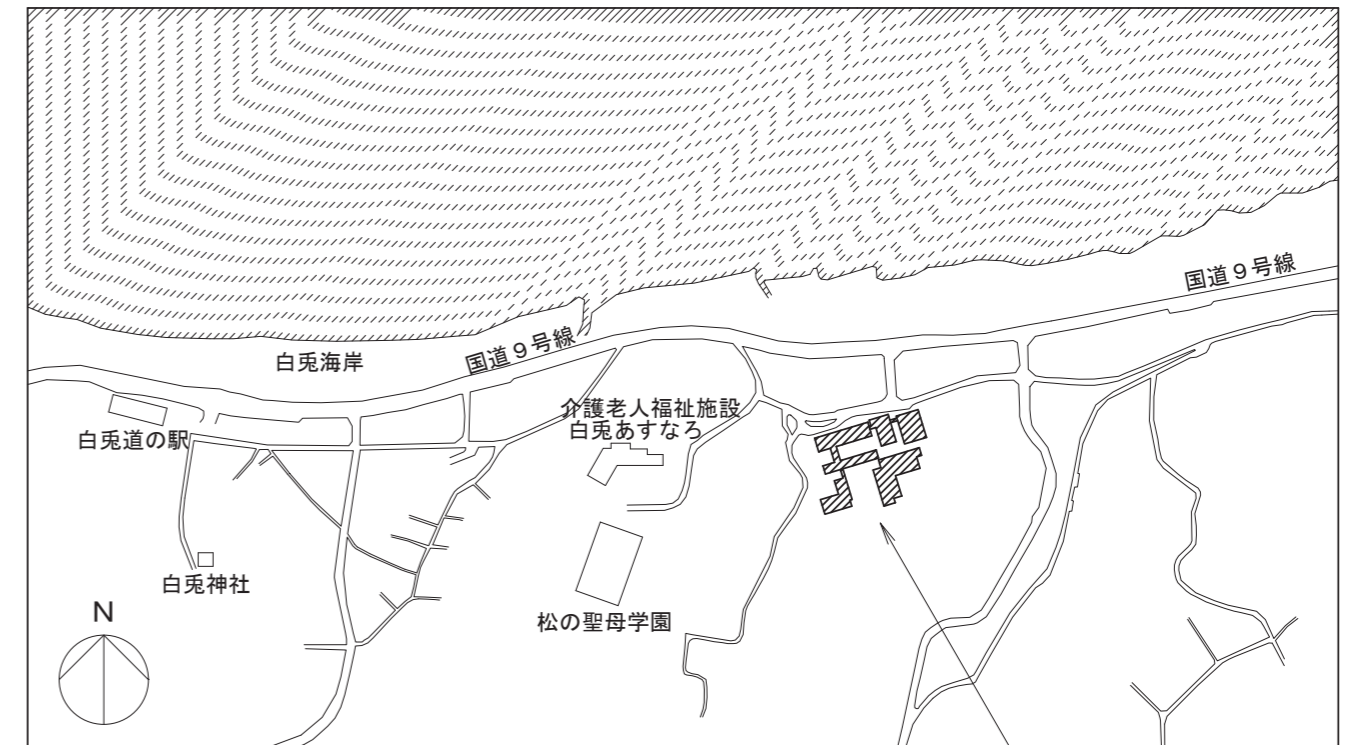 国道９号線
国道９号線
白兎海岸
介護老人福祉施設
白兎あすなろ
白兎道の駅
白兎神社
松の聖母学園
N